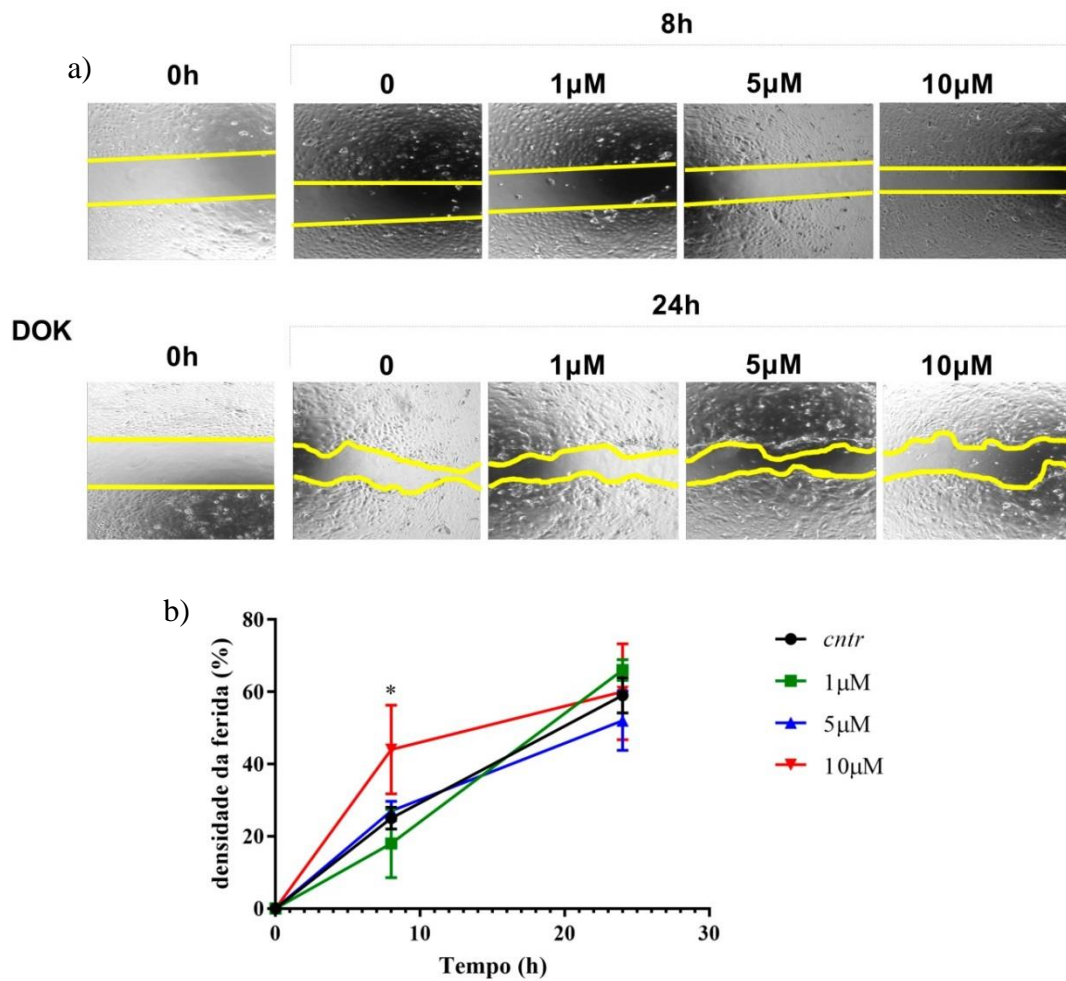 8h
a)
0h 0 1µM 5µM 10µM
24h
DOK
0h 0 1µM 5µM 10µM
b)
densidade da ferida (%)
80
60
40
20
0
*
0 10 20 30
Tempo (h)
cntr
1µM
5µM
10µM